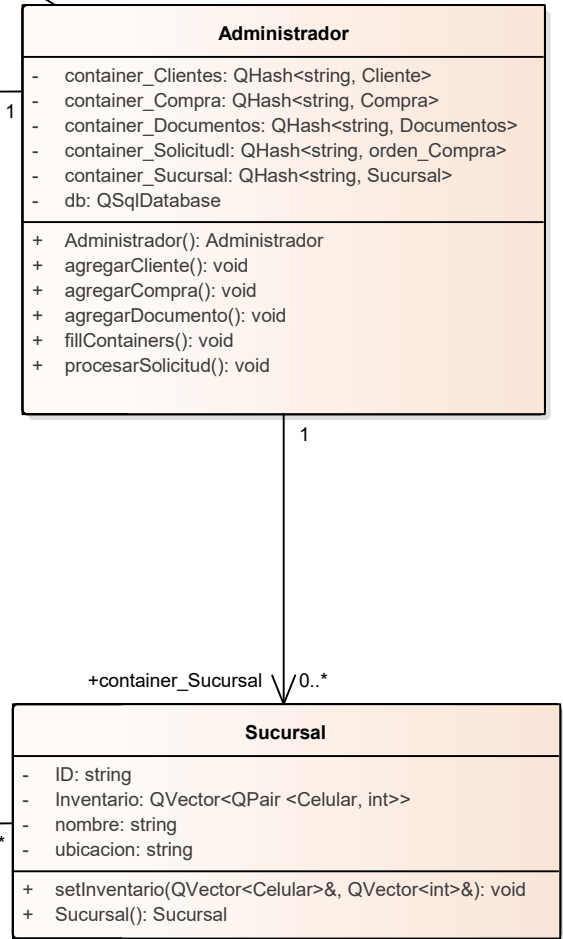 Administrador
- container_Clientes: QHash<string, Cliente>
- container_Compra: QHash<string, Compra>
- container_Documentos: QHash<string, Documentos>
- container_Solicitudl: QHash<string, orden_Compra>
- container_Sucursal: QHash<string, Sucursal>
- db: QSqlDatabase
+ Administrador(): Administrador
+ agregarCliente(): void
+ agregarCompra(): void
+ agregarDocumento(): void
+ fillContainers(): void
+ procesarSolicitud(): void
1
1
+container_Sucursal 0..*
Sucursal
- ID: string
- Inventario: QVector<QPair <Celular, int>>
- nombre: string
- ubicacion: string
*
+ setInventario(QVector<Celular>&, QVector<int>&): void
+ Sucursal(): Sucursal